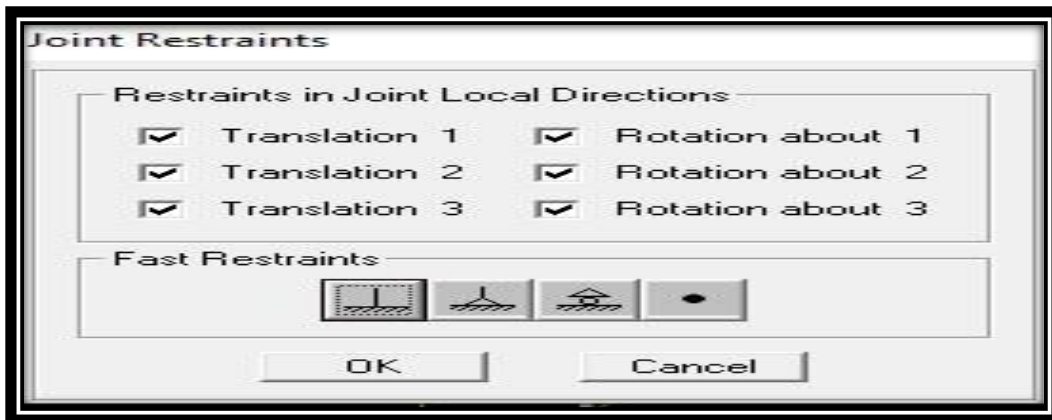 Joint Restraints
Restraints in Joint Local Directions
Translation 1 Rotation about 1
Translation 2 Rotation about 2
Translation 3 Rotation about 3
Fast Restraints
OK Cancel